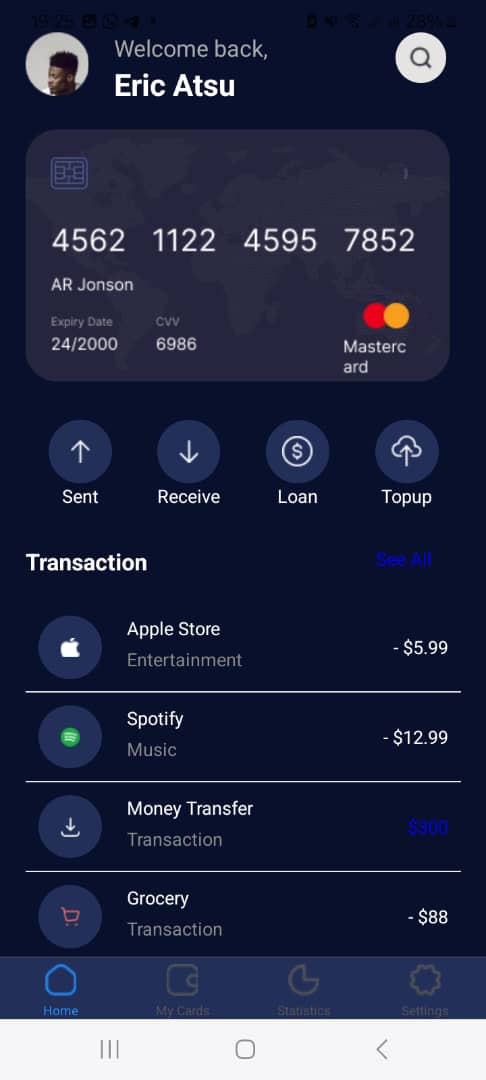 19:25
28%
Welcome back,
Eric Atsu
4562 1122 4595 7852
AR Jonson
Expiry Date
CVV
24/2000
6986
Masterc
ard
Sent
Receive
Loan
Topup
Transaction
See All
Apple Store
Entertainment
- $5.99
Spotify
Music
- $12.99
Money Transfer
Transaction
$300
Grocery
Transaction
- $88
Home
My Cards
Statistics
Settings